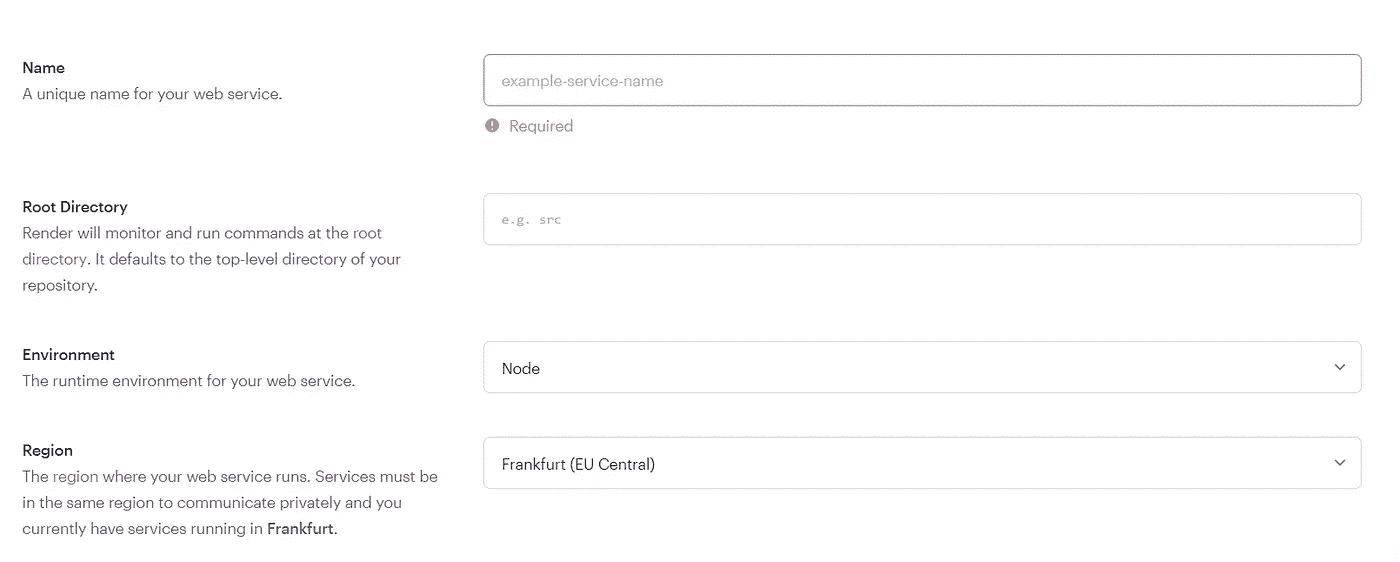 Name
A unique name for your web service.
example-service-name
Required
Root Directory
Render will monitor and run commands at the root
directory. It defaults to the top-level directory of your
repository.
e.g. src
Environment
The runtime environment for your web service.
Node
Region
The region where your web service runs. Services must be
in the same region to communicate privately and you
currently have services running in Frankfurt.
Frankfurt (EU Central)